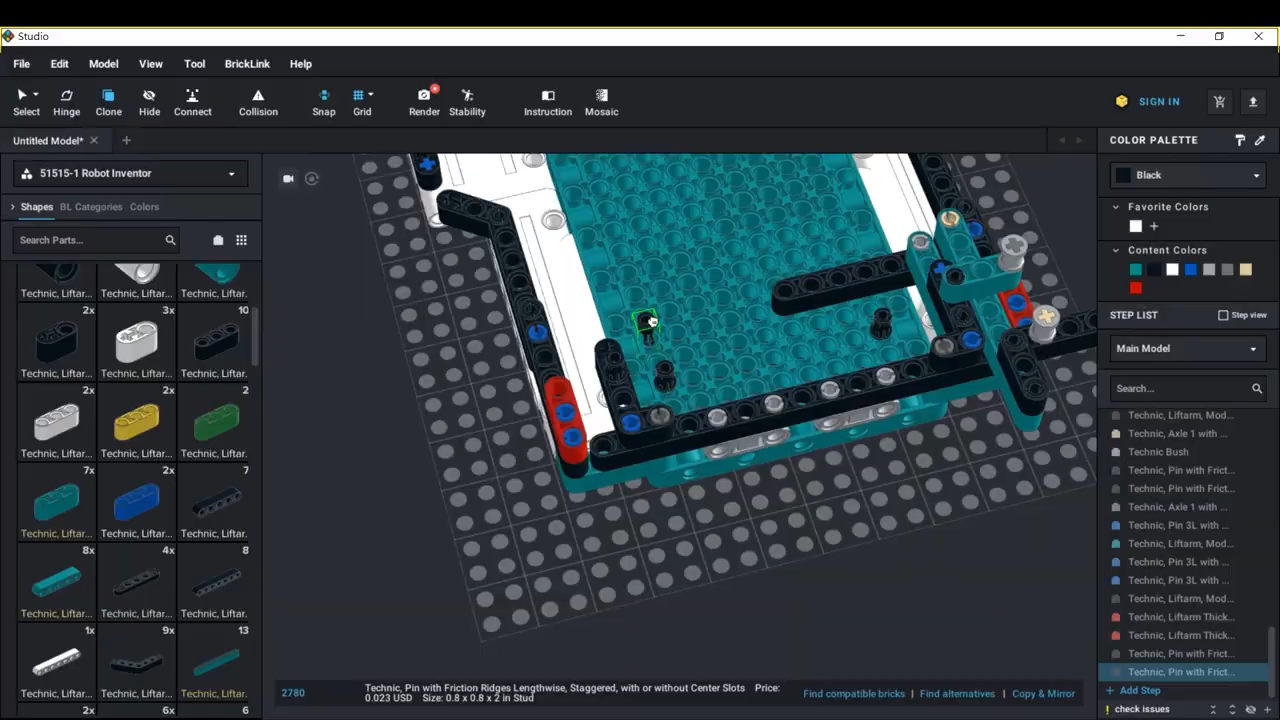 Studio
File Edit Model View Tool BrickLink Help
Select Hinge Clone Hide Connect Collision Snap Grid Render Stability Instruction Mosaic
SIGN IN
Untitled Model*
51515-1 Robot Inventor
Shapes BL Categories Colors
Search Parts...
Technic, Liftar... Technic, Liftar... Technic, Liftar.
2x 3x 10
Technic, Liftar... Technic, Liftar... Technic, Liftar.
2x 2x 2
Technic, Liftar... Technic, Liftar... Technic, Liftar.
7x 2x 7
Technic, Liftar... Technic, Liftar... Technic, Liftar.
8x 4x 8
Technic, Liftar... Technic, Liftar... Technic, Liftar.
1x 9x 13
Technic, Liftar... Technic, Liftar... Technic, Liftar.
2x 6x 6
2780
Technic, Pin with Friction Ridges Lengthwise, Staggered, with or without Center Slots Price:
0.023 USD Size: 0.8 x 0.8 x 2 in Stud
Find compatible bricks | Find alternatives | Copy & Mirror
COLOR PALETTE
Black
Favorite Colors
Content Colors
STEP LIST
Step view
Main Model
Search...
Technic, Liftarm, Mod...
Technic, Axle 1 with ...
Technic Bush
Technic, Pin with Frict...
Technic, Pin with Frict...
Technic, Axle 1 with ...
Technic, Pin 3L with ...
Technic, Liftarm, Mod...
Technic, Pin 3L with ...
Technic, Pin 3L with ...
Technic, Liftarm, Mod...
Technic, Liftarm Thick...
Technic, Liftarm Thick...
Technic, Pin with Frict...
Technic, Pin with Frict...
+ Add Step
check issues